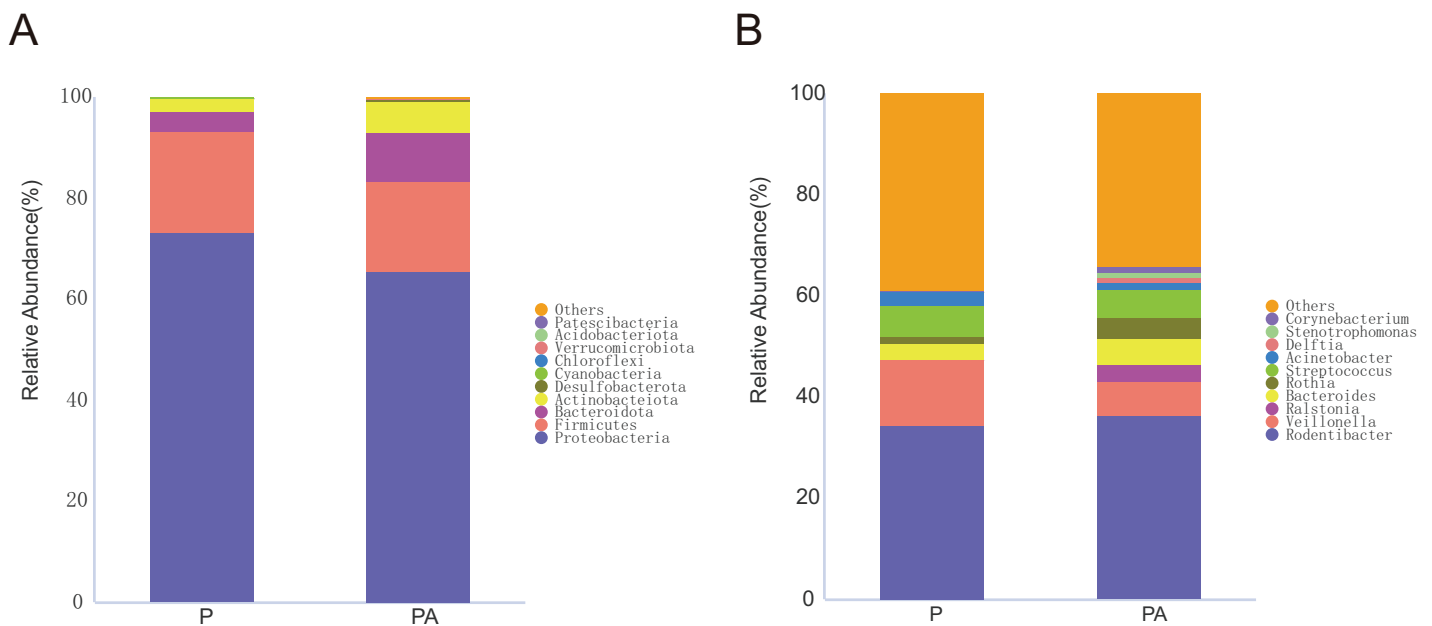 A
Relative Abundance(%)
100
80
60
40
20
0
P
PA
Others
Patescibacteria
Acidobacteriota
Verrucomicrobiota
Chloroflexi
Cyanobacteria
Desulfobacterota
Actinobacteiota
Bacteroidota
Firmicutes
Proteobacteria
B
Relative Abundance(%)
100
80
60
40
20
0
P
PA
Others
Corynebacterium
Stenotrophomonas
Delftia
Acinetobacter
Streptococcus
Rothia
Bacteroides
Ralstonia
Veillonella
Rodentibacter